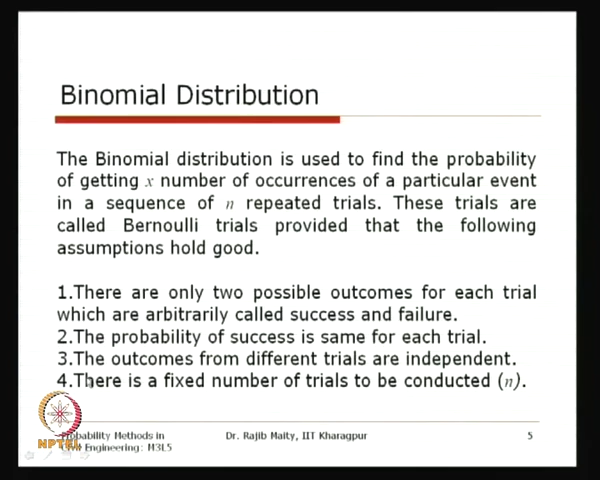 Binomial Distribution
The Binomial distribution is used to find the probability
of getting x number of occurrences of a particular event
in a sequence of n repeated trials. These trials are
called Bernoulli trials provided that the following
assumptions hold good.
1.There are only two possible outcomes for each trial
which are arbitrarily called success and failure.
2.The probability of success is same for each trial.
3.The outcomes from different trials are independent.
4.There is a fixed number of trials to be conducted (n).
Probability Methods in
Civil Engineering: M3L5
Dr. Rajib Maity, IIT Kharagpur
5
NPTEL